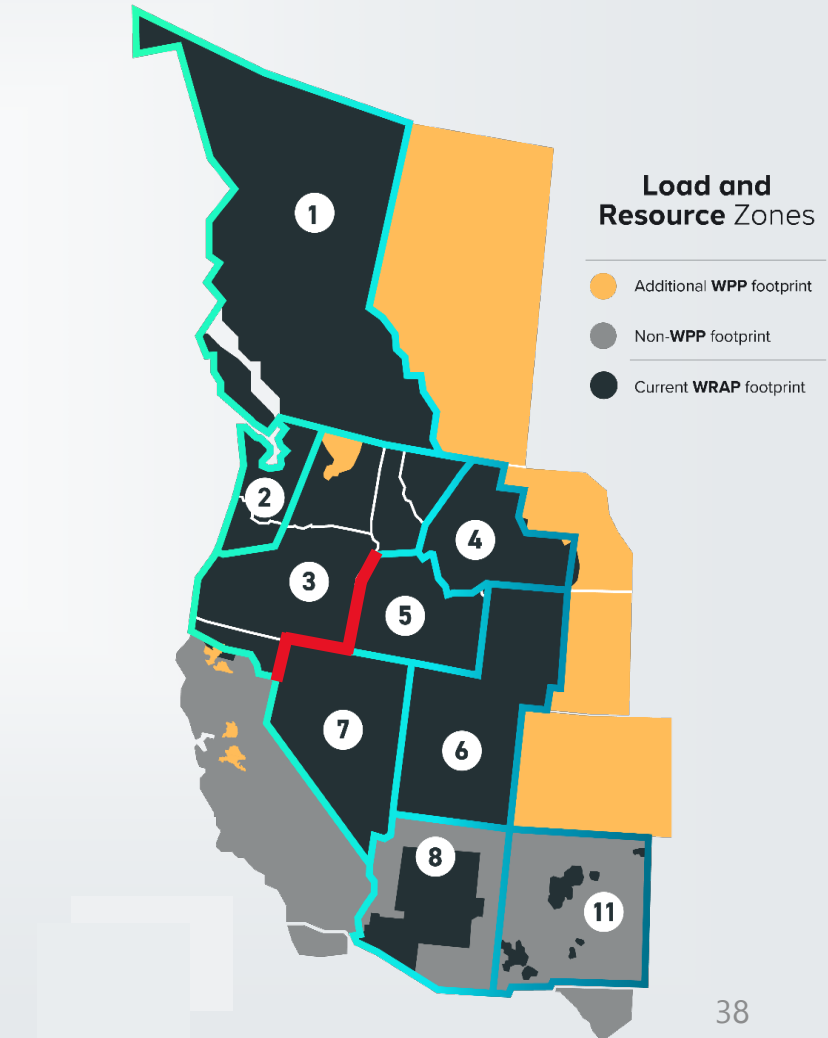 1
Load and
Resource Zones
Additional WPP footprint
Non-WPP footprint
Current WRAP footprint
2
4
3
5
7
6
8
11
38